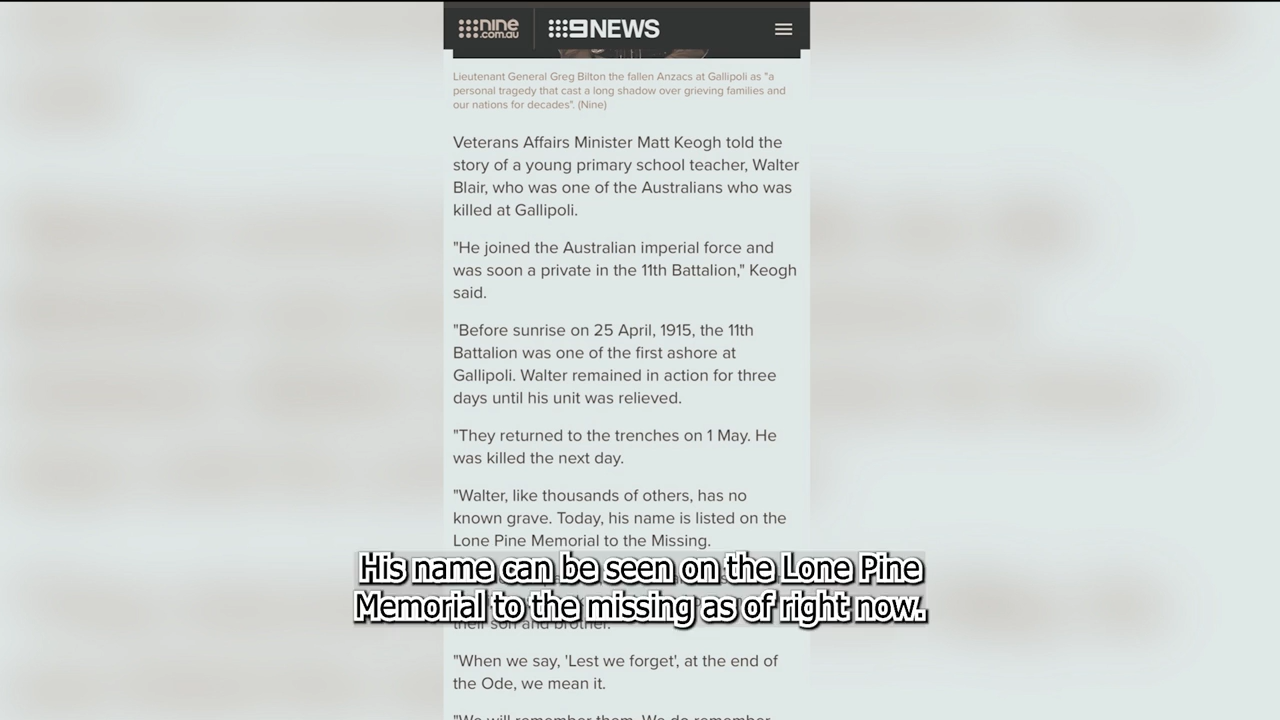 nine
.com.au
9NEWS
Lieutenant General Greg Bilton the fallen Anzacs at Gallipoli as "a
personal tragedy that cast a long shadow over grieving families and
our nations for decades". (Nine)
Veterans Affairs Minister Matt Keogh told the
story of a young primary school teacher, Walter
Blair, who was one of the Australians who was
killed at Gallipoli.
"He joined the Australian imperial force and
was soon a private in the 11th Battalion," Keogh
said.
"Before sunrise on 25 April, 1915, the 11th
Battalion was one of the first ashore at
Gallipoli. Walter remained in action for three
days until his unit was relieved.
"They returned to the trenches on 1 May. He
was killed the next day.
"Walter, like thousands of others, has no
known grave. Today, his name is listed on the
Lone Pine Memorial to the Missing.
His name can be seen on the Lone Pine
Memorial to the missing as of right now.
their son and brother.
"When we say, 'Lest we forget', at the end of
the Ode, we mean it.
"We will remember them. We do remember